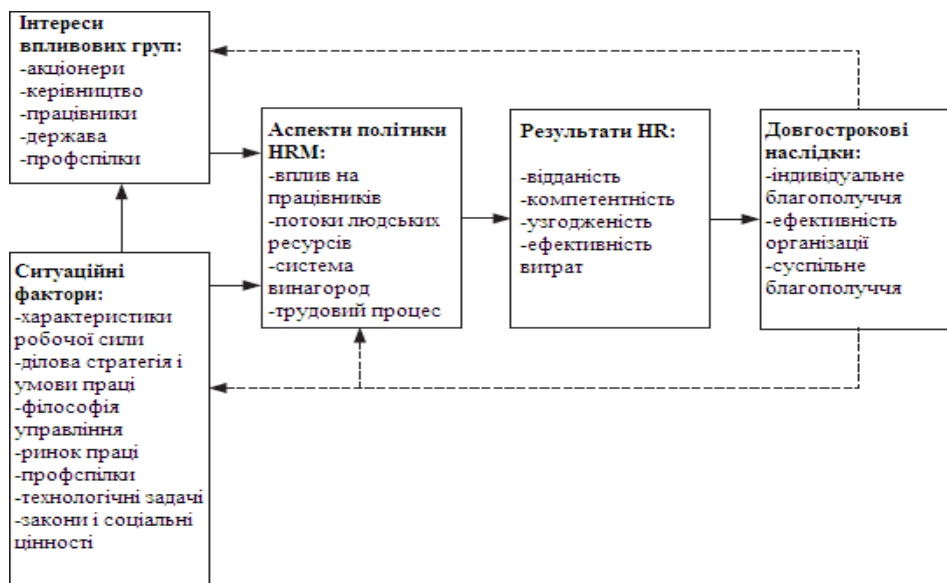 Інтереси
впливових груп:
-акціонери
-керівництво
-працівники
-держава
-профспілки
Ситуаційні
фактори:
-характеристики
робочої сили
-ділова стратегія і
умови праці
-філософія
управління
-ринок праці
-профспілки
-технологічні задачі
-закони і соціальні
цінності
Аспекти політики
HRM:
-вплив на
працівників
-потоки людських
ресурсів
-система
винагород
-трудовий процес
Результати HR:
-відданість
-компетентність
-узгодженість
-ефективність
витрат
Довгострокові
наслідки:
-індивідуальне
благополуччя
-ефективність
організації
-суспільне
благополуччя